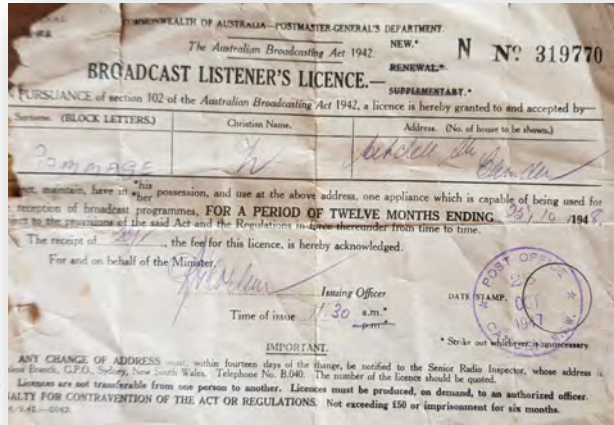 COMMONWEALTH OF AUSTRALIA—POSTMASTER-GENERAL'S DEPARTMENT.
The Australian Broadcasting Act 1942.
NEW.*
RENEWAL.*
SUPPLEMENTARY.*
N Nº 319770
BROADCAST LISTENER'S LICENCE.—
PURSUANCE of section 102 of the Australian Broadcasting Act 1942, a licence is hereby granted to and accepted by—
Surname. (BLOCK LETTERS.) Christian Name. Address. (No. of house to be shown.)
maintain, have in *his
her possession, and use at the above address, one appliance which is capable of being used for
reception of broadcast programmes, FOR A PERIOD OF TWELVE MONTHS ENDING 25/10/1948,
to the provisions of the said Act and the Regulations in force thereunder from time to time.
The receipt of , the fee for this licence, is hereby acknowledged.
For and on behalf of the Minister,
Issuing Officer
Time of issue 11.30 a.m.*
p.m.*
DATE STAMP.
POST OFFICE
25 OCT 1947
N.S.W.
* Strike out whichever is unnecessary
IMPORTANT.
ANY CHANGE OF ADDRESS must, within fourteen days of the change, be notified to the Senior Radio Inspector, whose address is
Branch, G.P.O., Sydney, New South Wales. Telephone No. B.040. The number of the licence should be quoted.
Licences are not transferable from one person to another. Licences must be produced, on demand, to an authorized officer.
FOR CONTRAVENTION OF THE ACT OR REGULATIONS. Not exceeding £50 or imprisonment for six months.